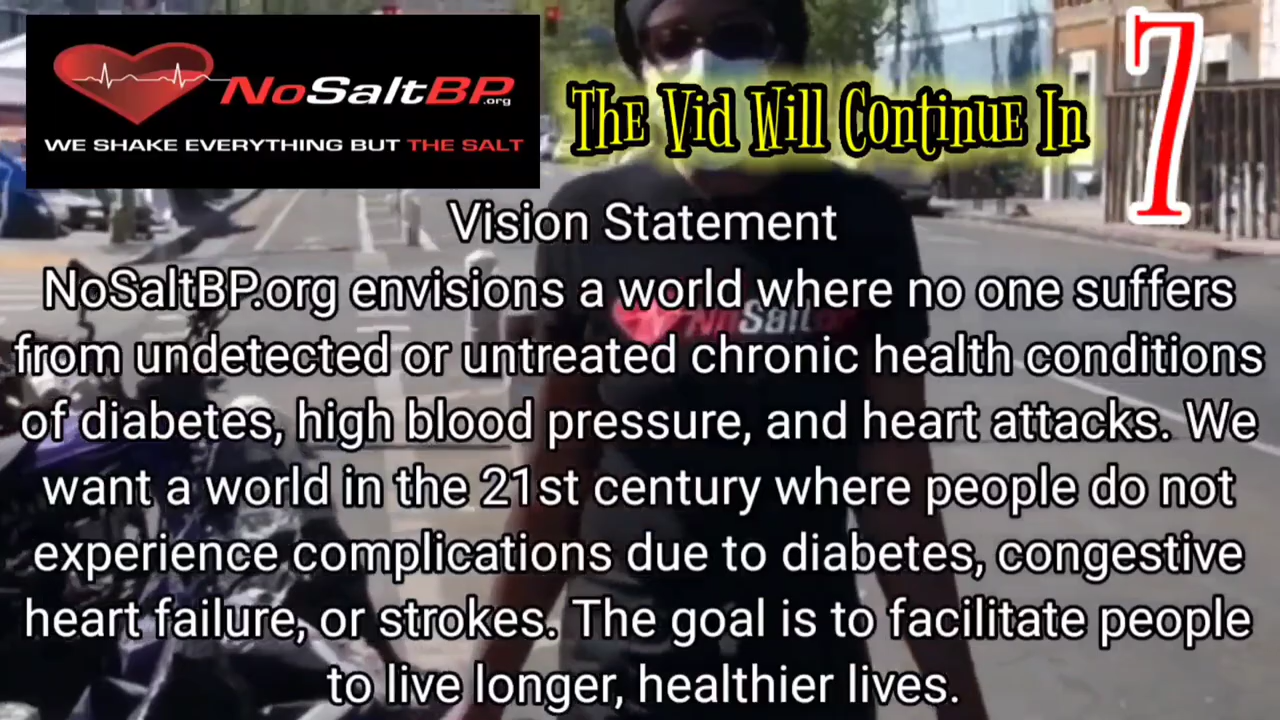 NoSaltBP.org
WE SHAKE EVERYTHING BUT THE SALT
The Vid Will Continue In
7
Vision Statement
NoSaltBP.org envisions a world where no one suffers
from undetected or untreated chronic health conditions
of diabetes, high blood pressure, and heart attacks. We
want a world in the 21st century where people do not
experience complications due to diabetes, congestive
heart failure, or strokes. The goal is to facilitate people
to live longer, healthier lives.
NoSaltBP